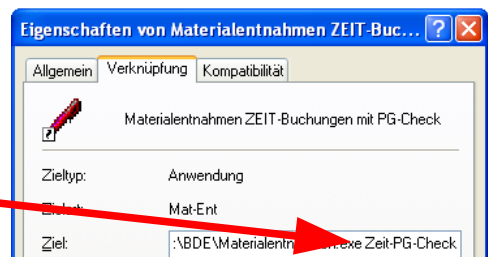 Eigenschaften von Materialentnahmen ZEIT-Buc...
Allgemein Verknüpfung Kompatibilität
Materialentnahmen ZEIT-Buchungen mit PG-Check
Zieltyp: Anwendung
Mat-Ent
Ziel: :\BDE\Materialentn .exe Zeit-PG-Check